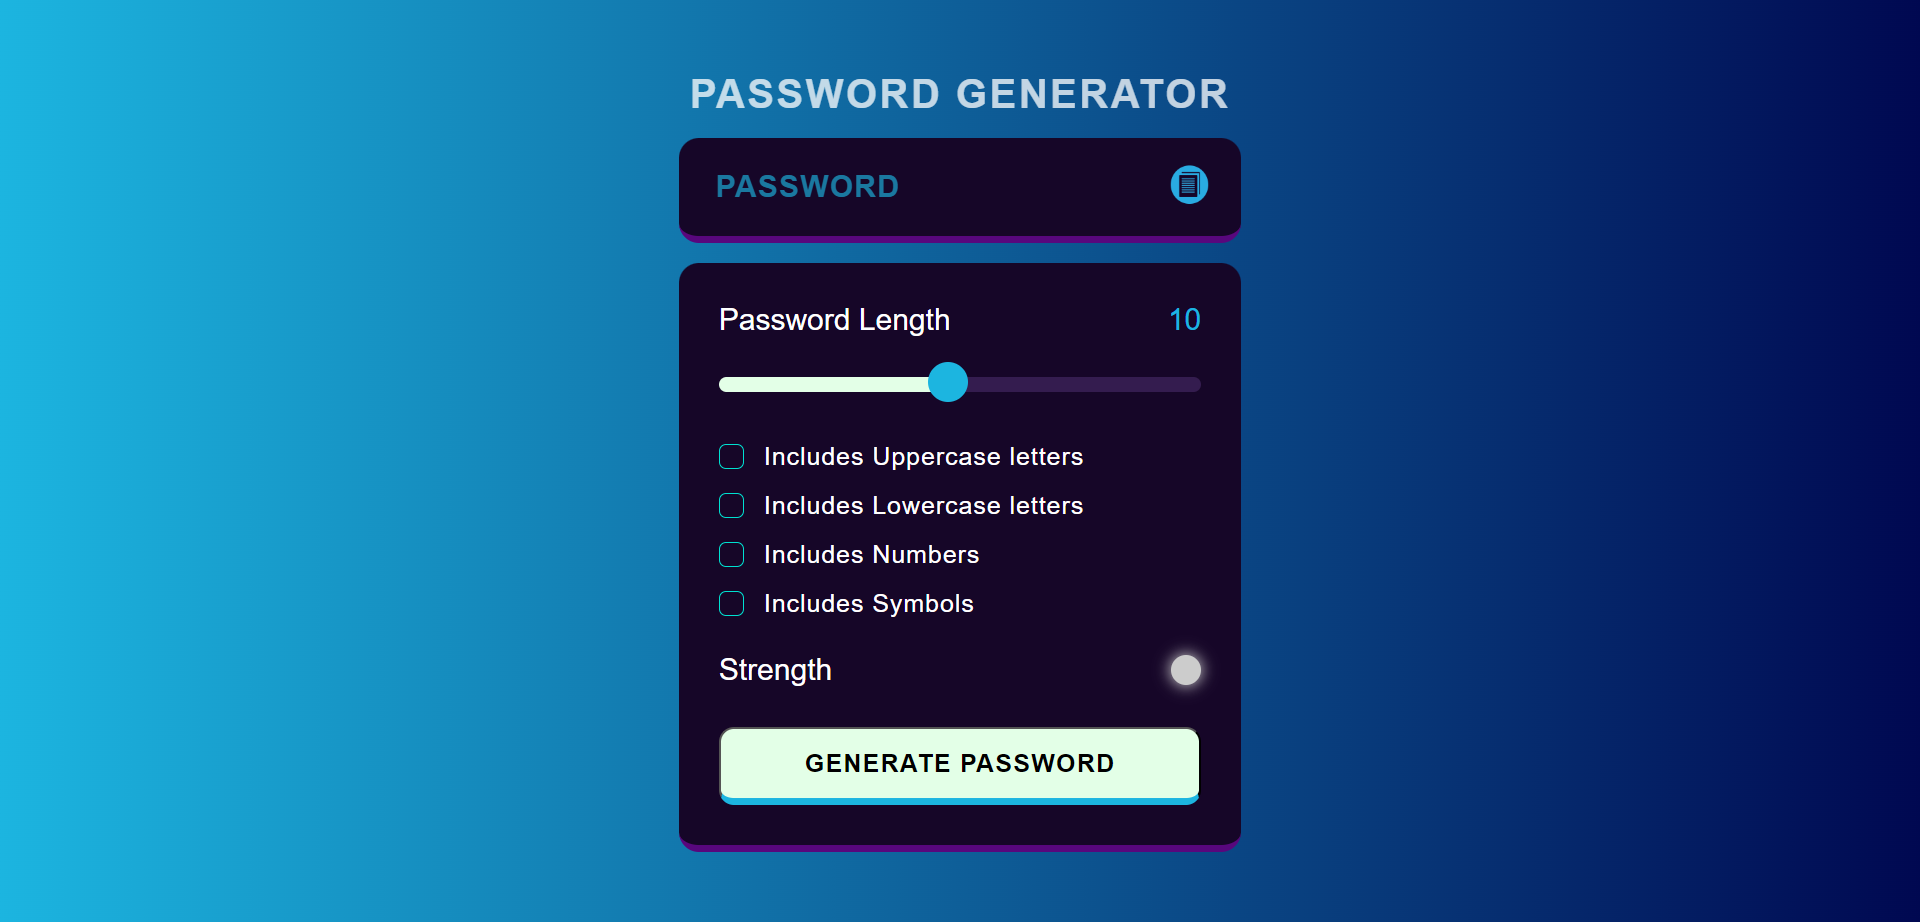 PASSWORD GENERATOR
PASSWORD
Password Length 10
Includes Uppercase letters
Includes Lowercase letters
Includes Numbers
Includes Symbols
Strength
GENERATE PASSWORD